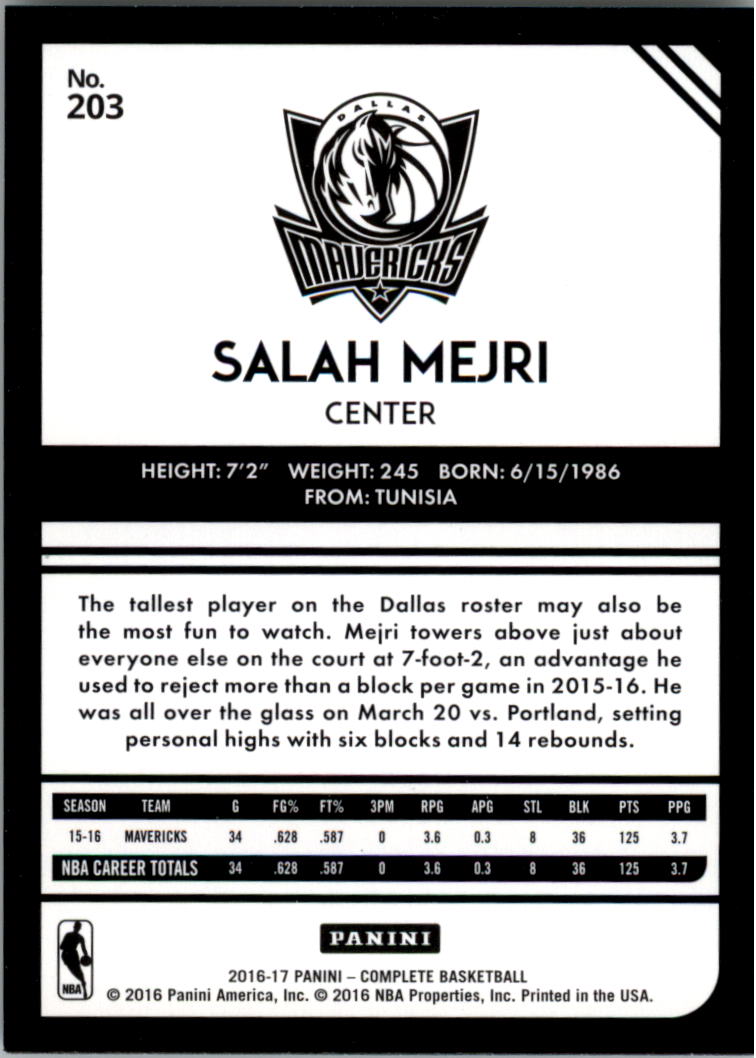 No.
203
DALLAS
MAVERICKS
SALAH MEJRI
CENTER
HEIGHT: 7'2" WEIGHT: 245 BORN: 6/15/1986
FROM: TUNISIA
The tallest player on the Dallas roster may also be
the most fun to watch. Mejri towers above just about
everyone else on the court at 7-foot-2, an advantage he
used to reject more than a block per game in 2015-16. He
was all over the glass on March 20 vs. Portland, setting
personal highs with six blocks and 14 rebounds.
SEASON TEAM G FG% FT% 3PM RPG APG STL BLK PTS PPG
15-16 MAVERICKS 34 .628 .587 0 3.6 0.3 8 36 125 3.7
NBA CAREER TOTALS 34 .628 .587 0 3.6 0.3 8 36 125 3.7
PANINI
NBA
2016-17 PANINI – COMPLETE BASKETBALL
© 2016 Panini America, Inc. © 2016 NBA Properties, Inc. Printed in the USA.